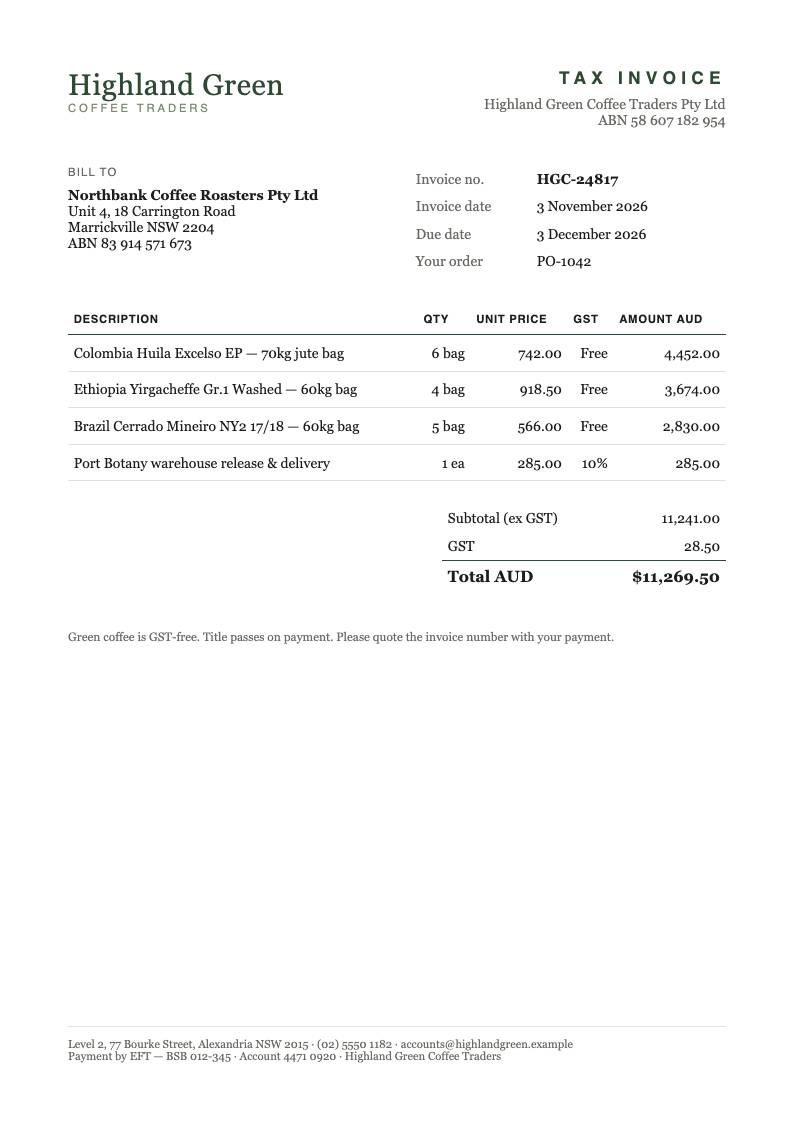 Highland Green
COFFEE TRADERS
TAX INVOICE
Highland Green Coffee Traders Pty Ltd
ABN 58 607 182 954
BILL TO
Northbank Coffee Roasters Pty Ltd
Unit 4, 18 Carrington Road
Marrickville NSW 2204
ABN 83 914 571 673
Invoice no. HGC-24817
Invoice date 3 November 2026
Due date 3 December 2026
Your order PO-1042
DESCRIPTION QTY UNIT PRICE GST AMOUNT AUD
Colombia Huila Excelso EP — 70kg jute bag 6 bag 742.00 Free 4,452.00
Ethiopia Yirgacheffe Gr.1 Washed — 60kg bag 4 bag 918.50 Free 3,674.00
Brazil Cerrado Mineiro NY2 17/18 — 60kg bag 5 bag 566.00 Free 2,830.00
Port Botany warehouse release & delivery 1 ea 285.00 10% 285.00
Subtotal (ex GST) 11,241.00
GST 28.50
Total AUD $11,269.50
Green coffee is GST-free. Title passes on payment. Please quote the invoice number with your payment.
Level 2, 77 Bourke Street, Alexandria NSW 2015 · (02) 5550 1182 · accounts@highlandgreen.example
Payment by EFT — BSB 012-345 · Account 4471 0920 · Highland Green Coffee Traders